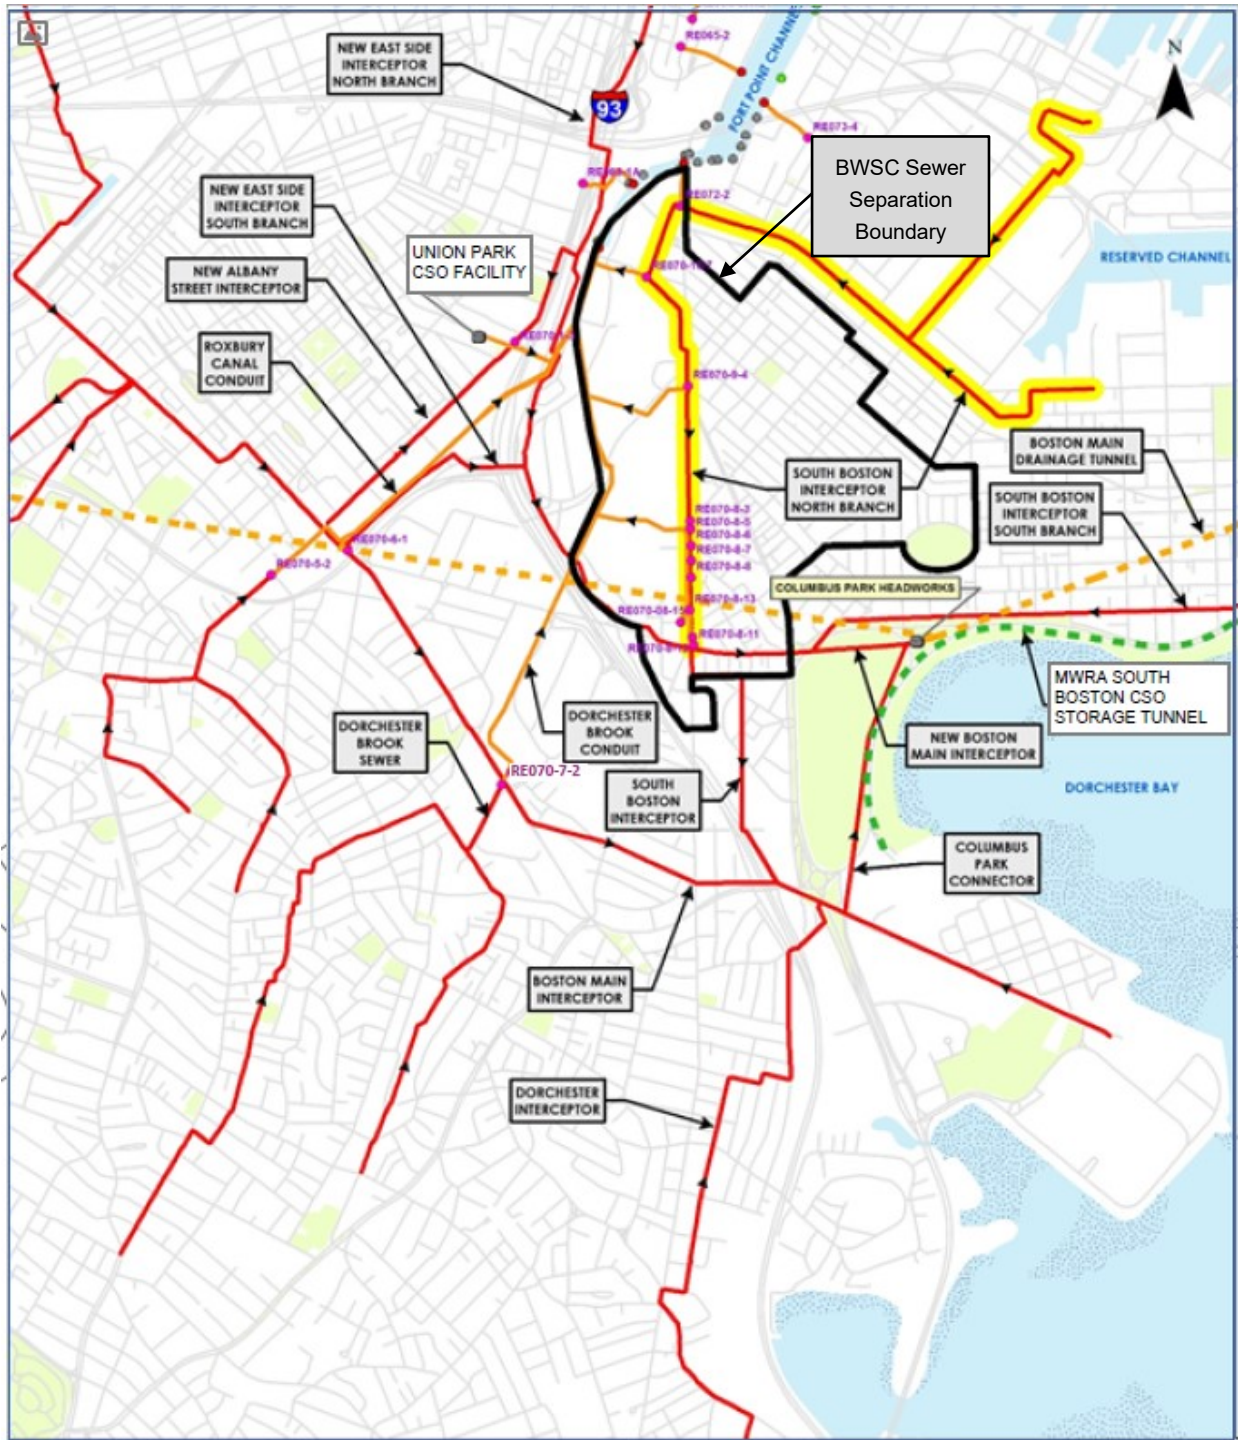 NEW EAST SIDE
INTERCEPTOR
NORTH BRANCH
93
RE065-2
FORT POINT CHANNEL
RE073-4
N
BWSC Sewer
Separation
Boundary
NEW EAST SIDE
INTERCEPTOR
SOUTH BRANCH
RE072-2
UNION PARK
CSO FACILITY
NEW ALBANY
STREET INTERCEPTOR
RESERVED CHANNEL
ROXBURY
CANAL
CONDUIT
RE070-9-4
BOSTON MAIN
DRAINAGE TUNNEL
SOUTH BOSTON
INTERCEPTOR
NORTH BRANCH
SOUTH BOSTON
INTERCEPTOR
SOUTH BRANCH
RE070-8-3
RE070-8-5
RE070-8-6
RE070-8-7
RE070-8-8
RE070-6-1
RE070-5-2
COLUMBUS PARK HEADWORKS
RE070-8-13
RE070-08-15
RE070-8-11
MWRA SOUTH
BOSTON CSO
STORAGE TUNNEL
DORCHESTER
BROOK
SEWER
DORCHESTER
BROOK
CONDUIT
NEW BOSTON
MAIN INTERCEPTOR
RE070-7-2
SOUTH
BOSTON
INTERCEPTOR
DORCHESTER BAY
COLUMBUS
PARK
CONNECTOR
BOSTON MAIN
INTERCEPTOR
DORCHESTER
INTERCEPTOR